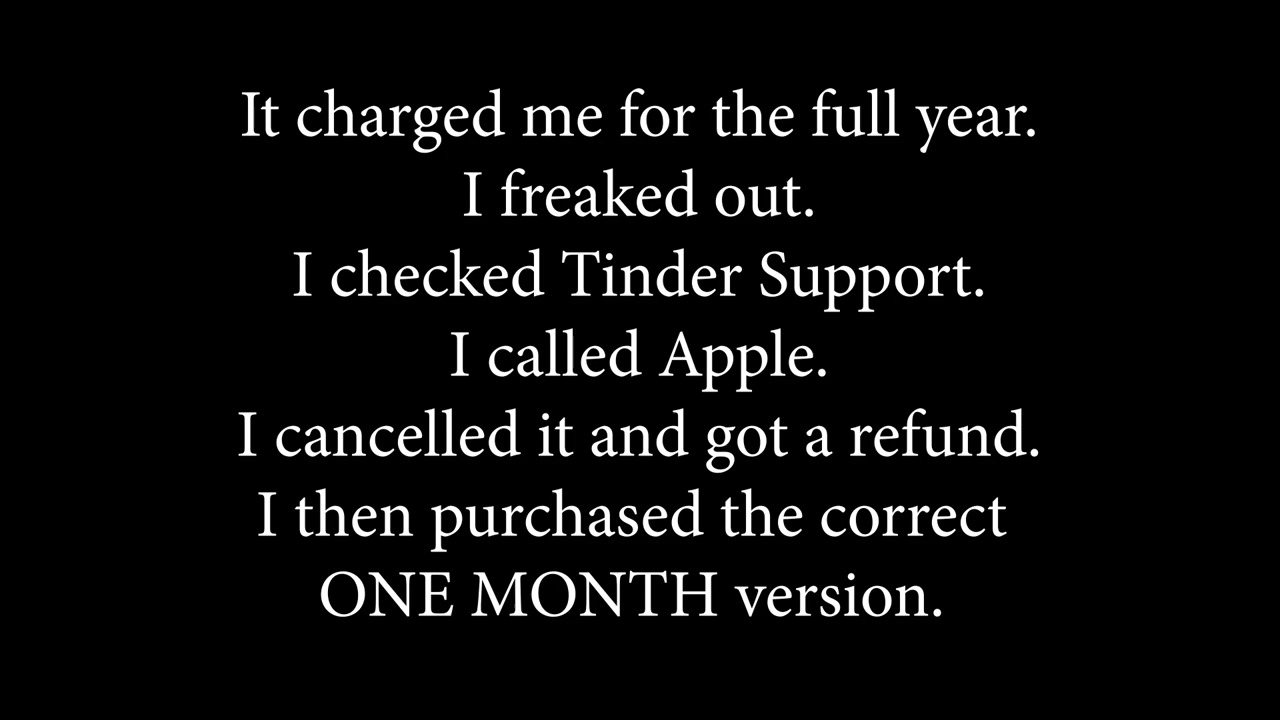 It charged me for the full year.
I freaked out.
I checked Tinder Support.
I called Apple.
I cancelled it and got a refund.
I then purchased the correct
ONE MONTH version.